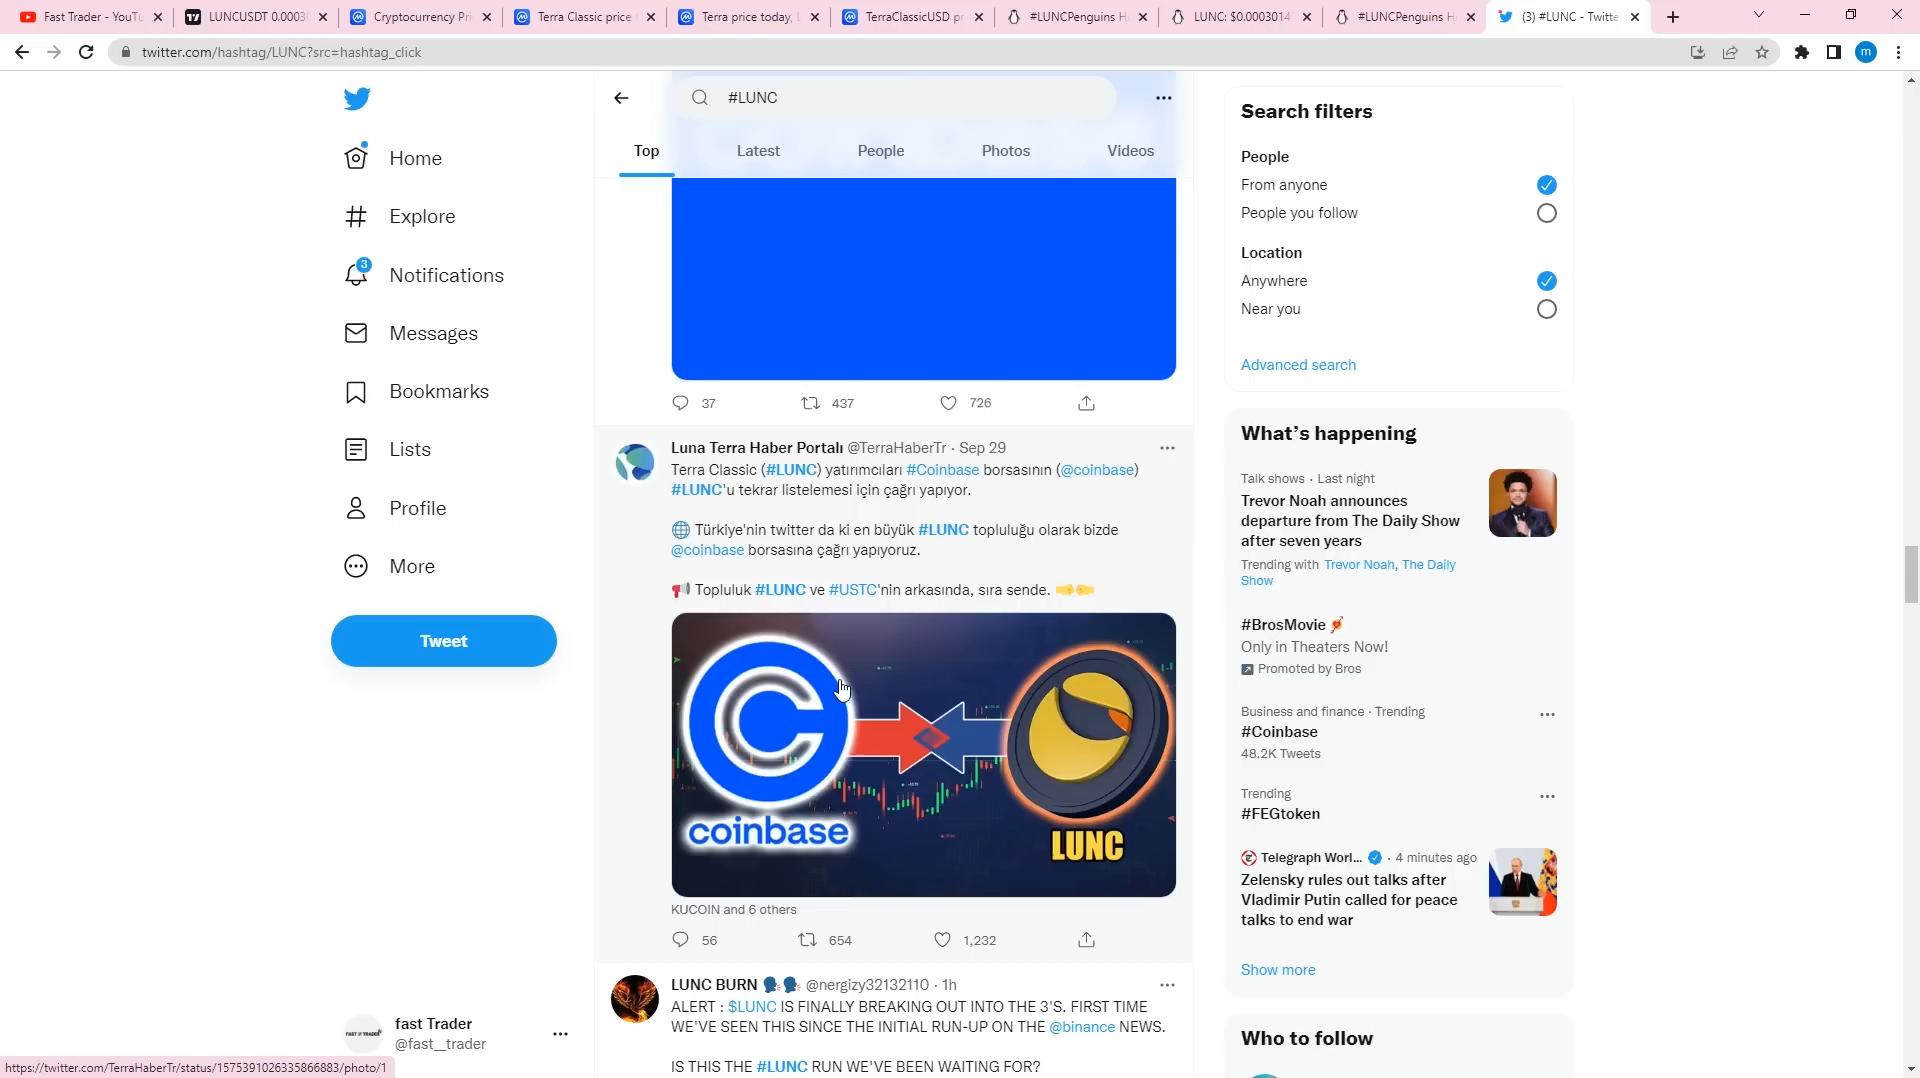 Fast Trader - YouTu
LUNCUSDT 0.0003
Cryptocurrency Pri
Terra Classic price
Terra price today, L
TerraClassicUSD pr
#LUNCPenguins H
LUNC: $0.0003014
#LUNCPenguins H
(3) #LUNC - Twitte
twitter.com/hashtag/LUNC?src=hashtag_click
m
Home
Explore
3
Notifications
Messages
Bookmarks
Lists
Profile
More
Tweet
FAST TRADER
fast Trader
@fast__trader
https://twitter.com/TerraHaberTr/status/1575391026335866883/photo/1
#LUNC
Top
Latest
People
Photos
Videos
37
437
726
Luna Terra Haber Portalı @TerraHaberTr · Sep 29
Terra Classic (#LUNC) yatırımcıları #Coinbase borsasının (@coinbase)
#LUNC'u tekrar listelemesi için çağrı yapıyor.
Türkiye'nin twitter da ki en büyük #LUNC topluluğu olarak bizde
@coinbase borsasına çağrı yapıyoruz.
Topluluk #LUNC ve #USTC'nin arkasında, sıra sende.
coinbase
LUNC
KUCOIN and 6 others
56
654
1,232
LUNC BURN @nergizy32132110 · 1h
ALERT : $LUNC IS FINALLY BREAKING OUT INTO THE 3'S. FIRST TIME
WE'VE SEEN THIS SINCE THE INITIAL RUN-UP ON THE @binance NEWS.
IS THIS THE #LUNC RUN WE'VE BEEN WAITING FOR?
Search filters
People
From anyone
People you follow
Location
Anywhere
Near you
Advanced search
What's happening
Talk shows · Last night
Trevor Noah announces
departure from The Daily Show
after seven years
Trending with Trevor Noah, The Daily
Show
#BrosMovie
Only in Theaters Now!
Promoted by Bros
Business and finance · Trending
#Coinbase
48.2K Tweets
Trending
#FEGtoken
Telegraph Worl... · 4 minutes ago
Zelensky rules out talks after
Vladimir Putin called for peace
talks to end war
Show more
Who to follow